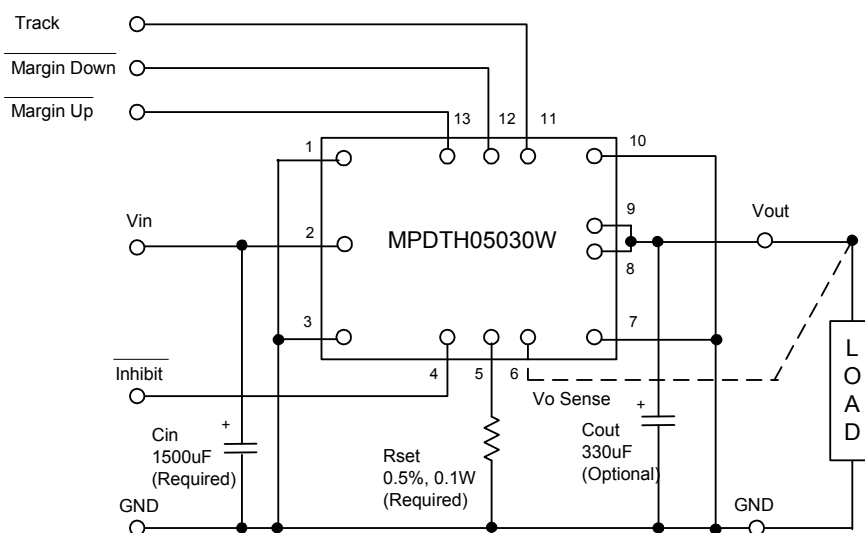 Track
Margin Down
Margin Up
13
12
11
1
10
Vin
2
MPDTH05030W
9
8
Vout
3
7
Inhibit
4
5
6
Vo Sense
L
O
A
D
+
Cin
1500uF
(Required)
Rset
0.5%, 0.1W
(Required)
+
Cout
330uF
(Optional)
GND
GND